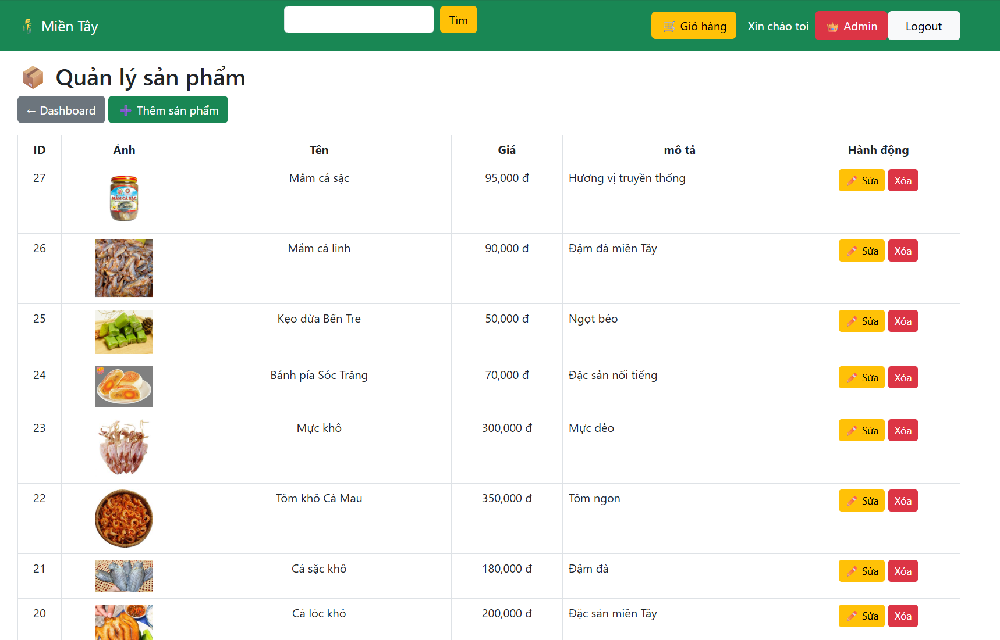 Miền Tây Tìm Giỏ hàng Xin chào toi Admin Logout
Quản lý sản phẩm
← Dashboard Thêm sản phẩm
ID Ảnh Tên Giá mô tả Hành động
27 Mắm cá sặc 95,000 đ Hương vị truyền thống Sửa Xóa
MẮM CÁ SẶC
26 Mắm cá linh 90,000 đ Đậm đà miền Tây Sửa Xóa
25 Kẹo dừa Bến Tre 50,000 đ Ngọt béo Sửa Xóa
24 Bánh pía Sóc Trăng 70,000 đ Đặc sản nổi tiếng Sửa Xóa
23 Mực khô 300,000 đ Mực dẻo Sửa Xóa
22 Tôm khô Cà Mau 350,000 đ Tôm ngon Sửa Xóa
21 Cá sặc khô 180,000 đ Đậm đà Sửa Xóa
20 Cá lóc khô 200,000 đ Đặc sản miền Tây Sửa Xóa